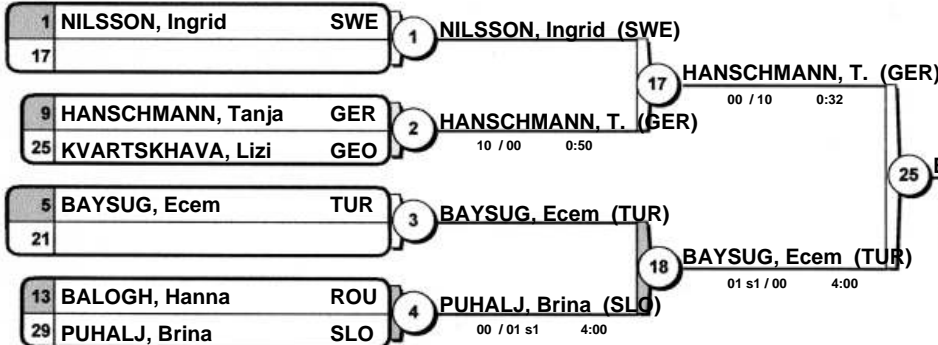 1 NILSSON, Ingrid SWE
17
1 NILSSON, Ingrid (SWE)
9 HANSCHMANN, Tanja GER
25 KVARTSKHAVA, Lizi GEO
2 HANSCHMANN, T. (GER)
10 / 00 0:50
17 HANSCHMANN, T. (GER)
00 / 10 0:32
5 BAYSUG, Ecem TUR
21
3 BAYSUG, Ecem (TUR)
13 BALOGH, Hanna ROU
29 PUHALJ, Brina SLO
4 PUHALJ, Brina (SLO)
00 / 01 s1 4:00
18 BAYSUG, Ecem (TUR)
01 s1 / 00 4:00
25